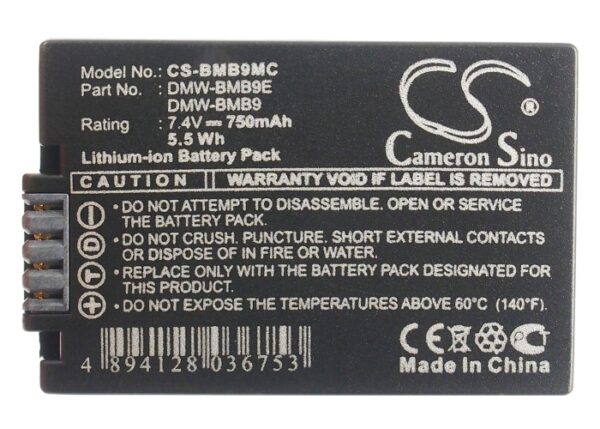 Model No.: CS-BMB9MC
Part No. : DMW-BMB9E
DMW-BMB9
Rating : 7.4V 750mAh
5.5 Wh
Lithium-ion Battery Pack
CS
®
Cameron Sino
CAUTION WARRANTY VOID IF LABEL IS REMOVED
• DO NOT ATTEMPT TO DISASSEMBLE. OPEN OR SERVICE
THE BATTERY PACK.
• DO NOT CRUSH. PUNCTURE. SHORT EXTERNAL CONTACTS
OR DISPOSE OF IN FIRE OR WATER
• REPLACE ONLY WITH THE BATTERY PACK DESIGNATED FOR
THIS PRODUCT.
• DO NOT EXPOSE THE TEMPERATURES ABOVE 60°C (140°F).
– D T +
4 894128 036753
CE
Made In China